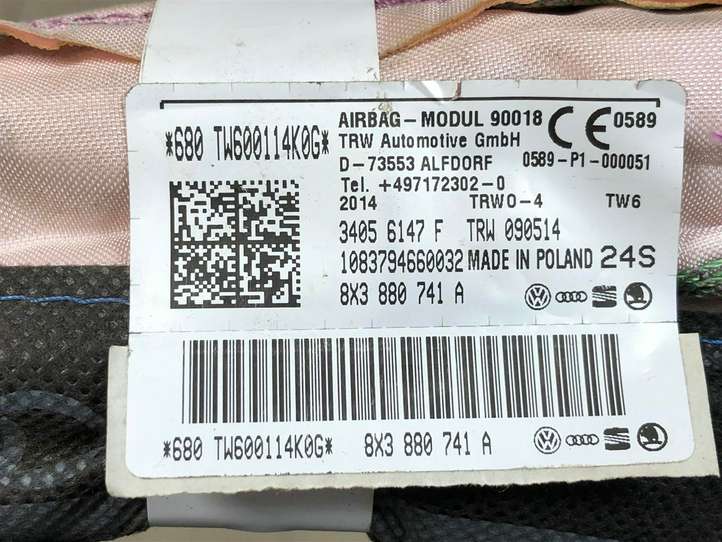 *680 TW600114K0G*
AIRBAG-MODUL 90018 CE 0589
TRW Automotive GmbH
D-73553 ALFDORF 0589-P1-000051
Tel. +497172302-0
2014 TRWO-4 TW6
3405 6147 F TRW 090514
1083794660032 MADE IN POLAND 24S
8X3 880 741 A
*680 TW600114K0G* 8X3 880 741 A